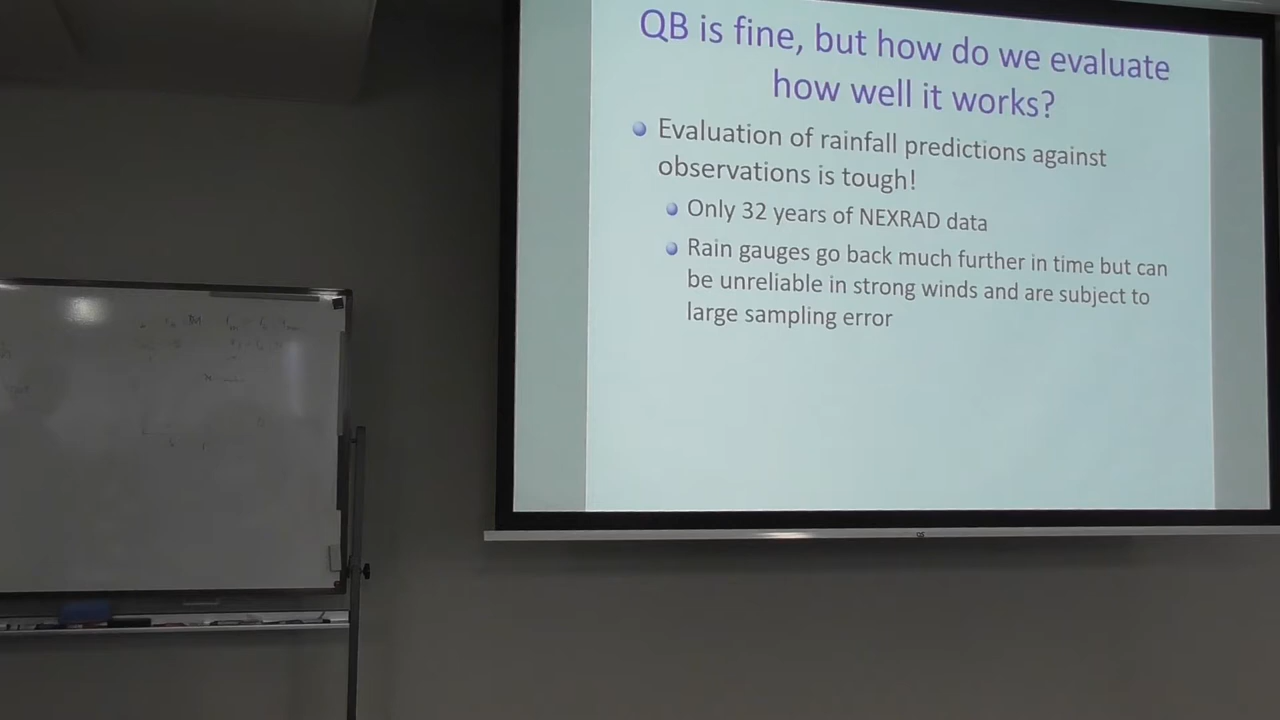 QB is fine, but how do we evaluate
how well it works?
Evaluation of rainfall predictions against
observations is tough!
Only 32 years of NEXRAD data
Rain gauges go back much further in time but can
be unreliable in strong winds and are subject to
large sampling error